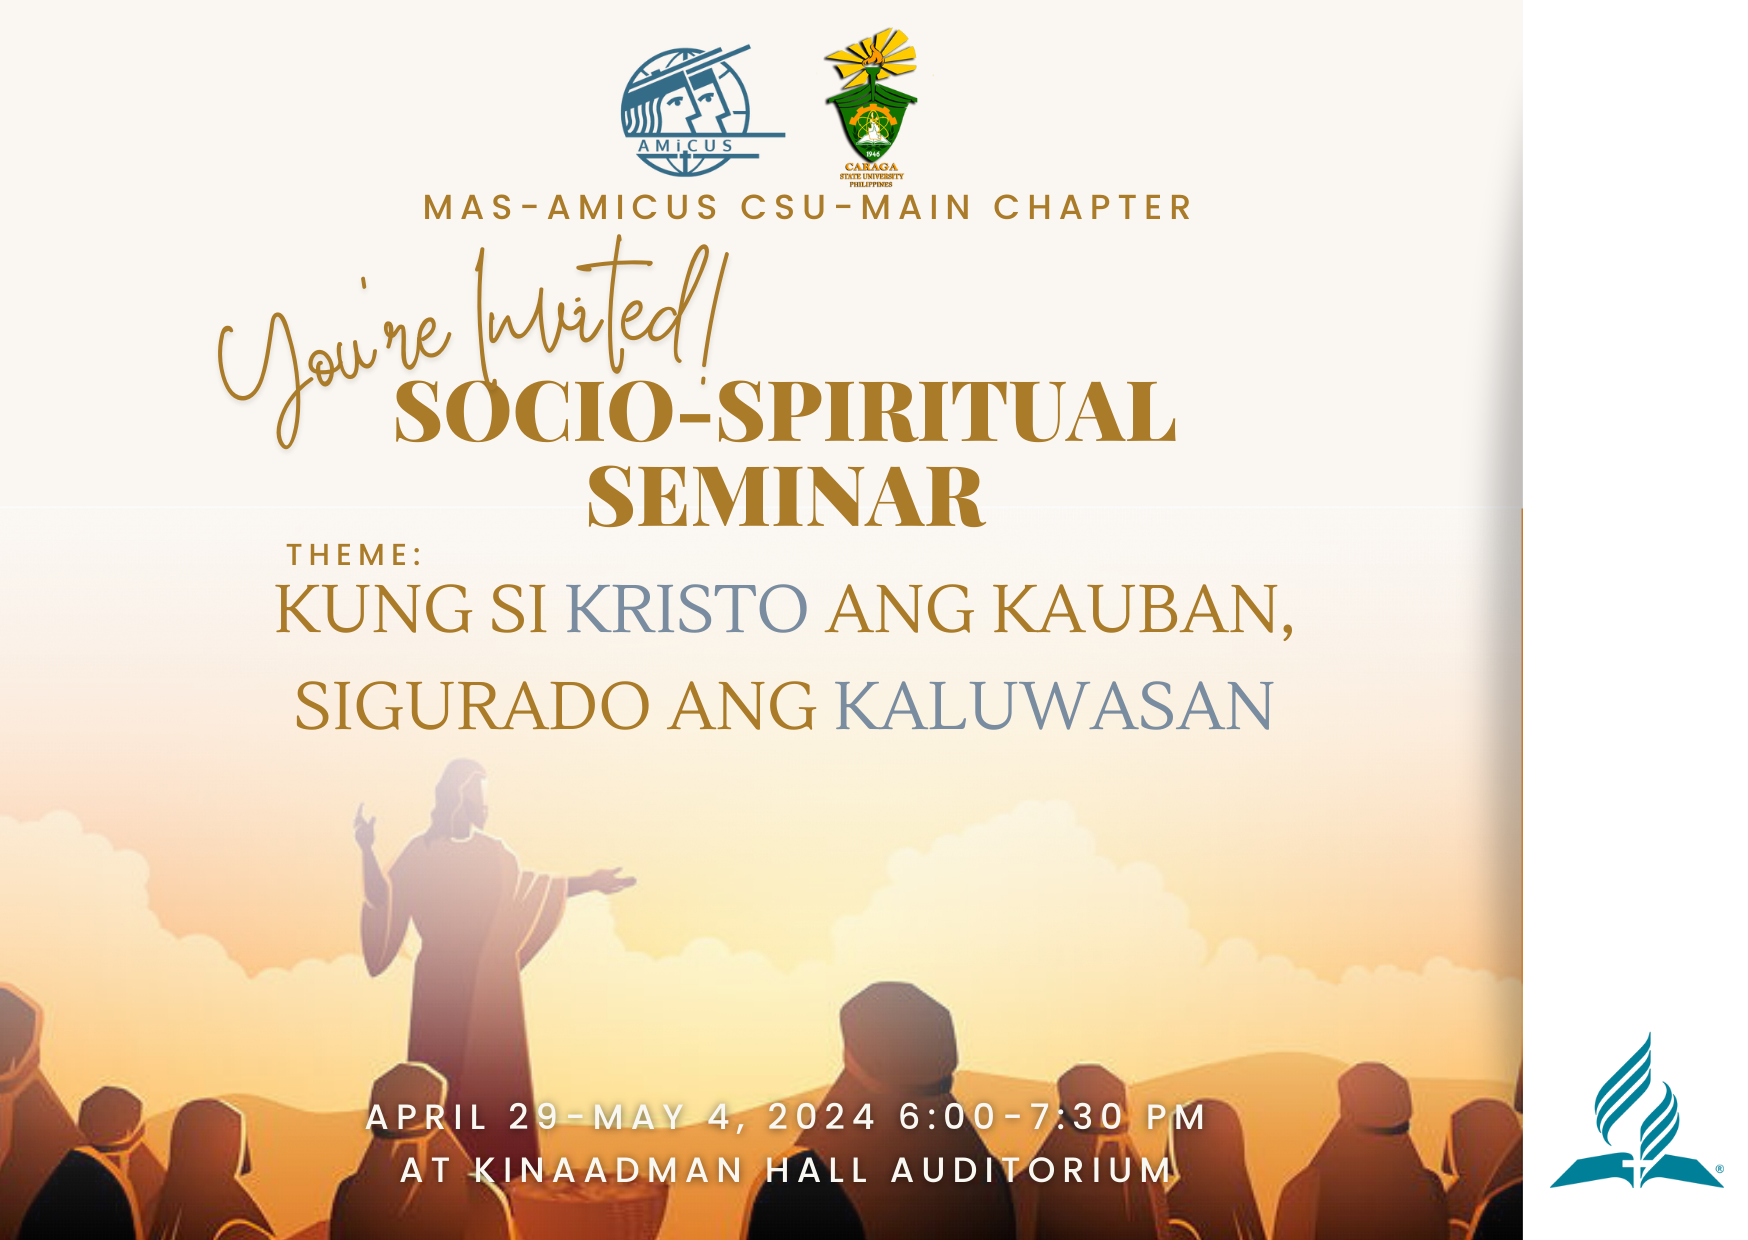 AMiCUS
1946
CARAGA
STATE UNIVERSITY
PHILIPPINES
MAS-AMICUS CSU-MAIN CHAPTER
You're Invited!
SOCIO-SPIRITUAL
SEMINAR
THEME:
KUNG SI KRISTO ANG KAUBAN,
SIGURADO ANG KALUWASAN
APRIL 29-MAY 4, 2024 6:00-7:30 PM
AT KINAADMAN HALL AUDITORIUM
®